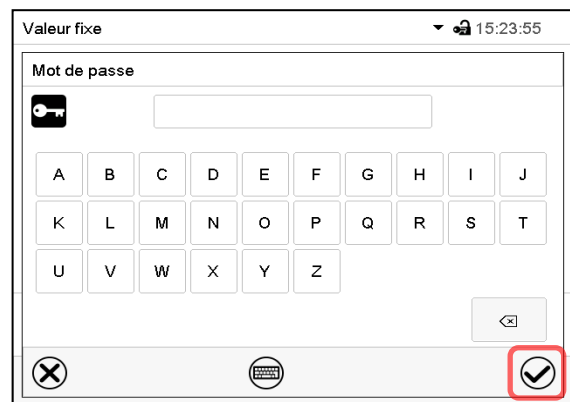 Valeur fixe 15:23:55
Mot de passe
A B C D E F G H I J
K L M N O P Q R S T
U V W X Y Z